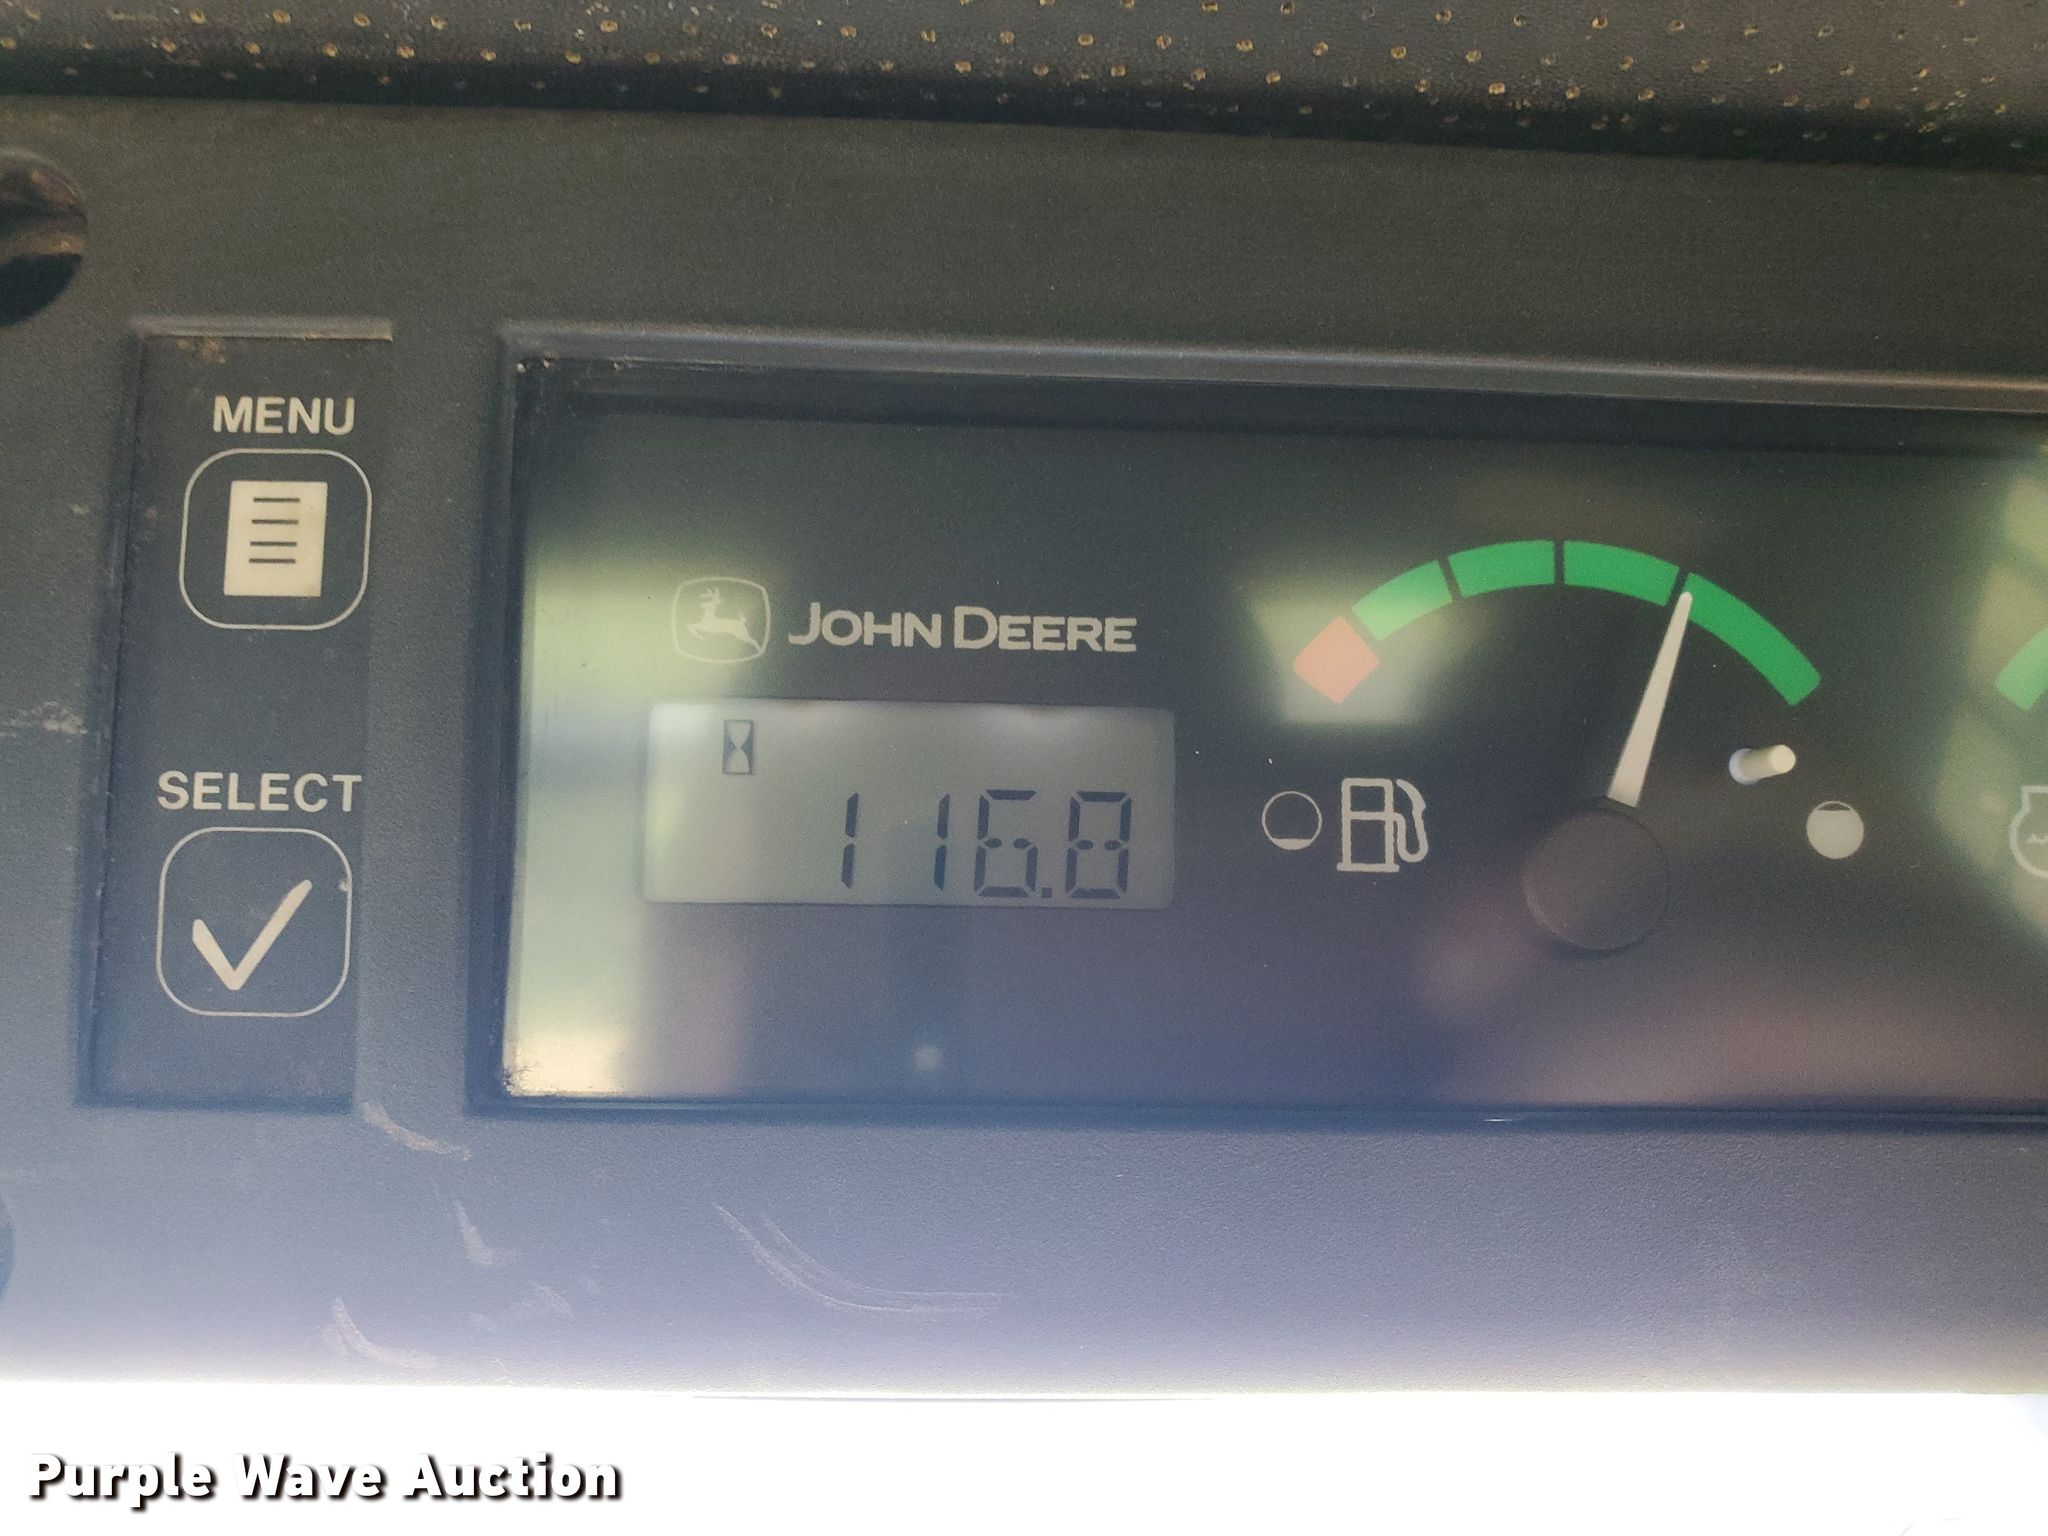 MENU
JOHN DEERE
SELECT
116.8
Purple Wave Auction